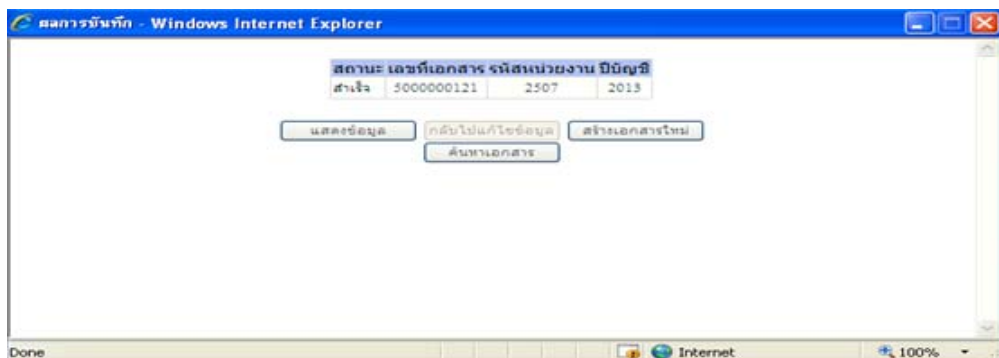 ผลการบันทึก - Windows Internet Explorer
สถานะ เลขที่เอกสาร รหัสหน่วยงาน ปีบัญชี
สำเร็จ 5000000121 2507 2013
แสดงข้อมูล กลับไปแก้ไขข้อมูล สร้างเอกสารใหม่
ค้นหาเอกสาร
Done Internet 100%